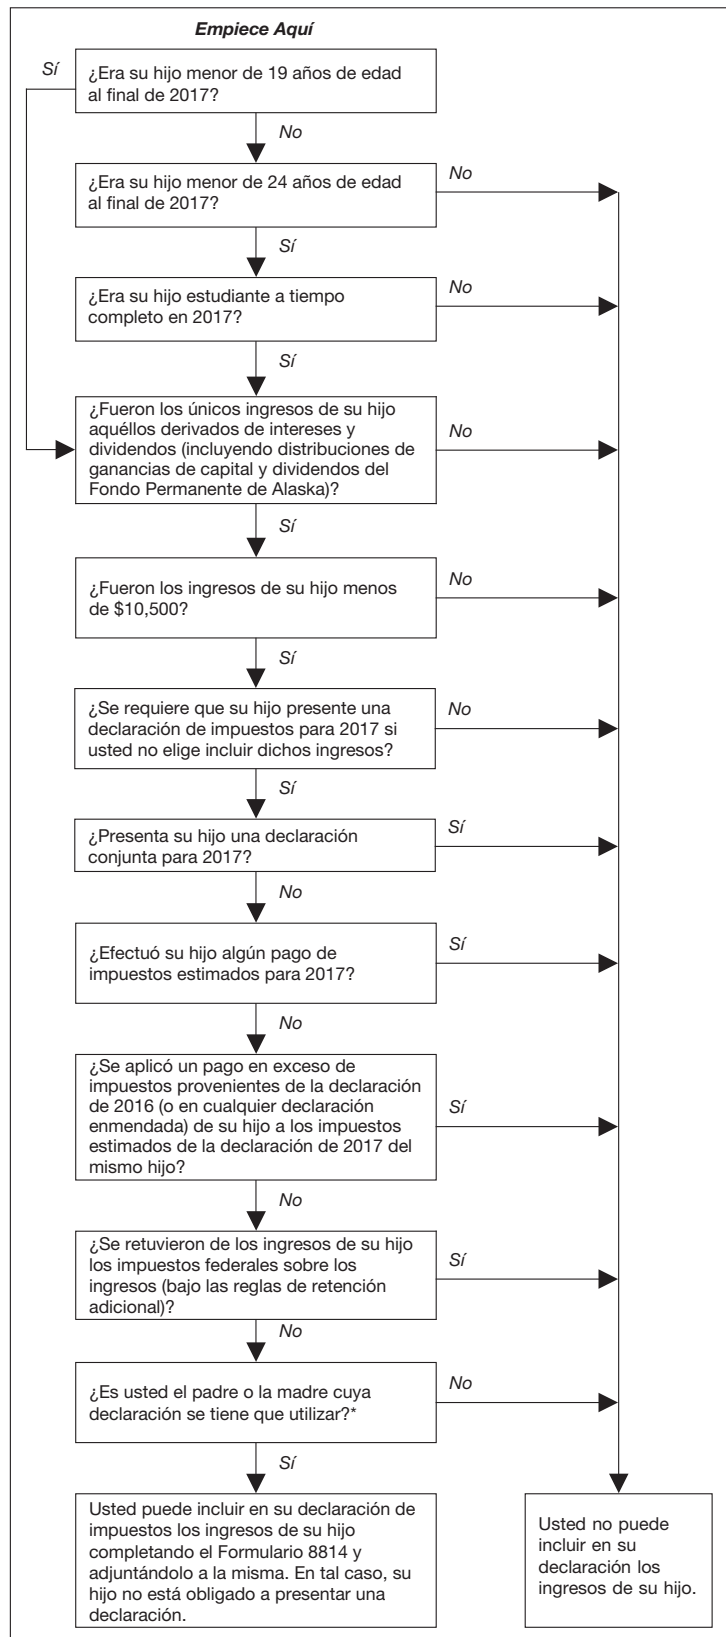 Empiece Aquí
Sí
¿Era su hijo menor de 19 años de edad
al final de 2017?
No
¿Era su hijo menor de 24 años de edad
al final de 2017?
No
Sí
¿Era su hijo estudiante a tiempo
completo en 2017?
No
Sí
¿Fueron los únicos ingresos de su hijo
aquéllos derivados de intereses y
dividendos (incluyendo distribuciones de
ganancias de capital y dividendos del
Fondo Permanente de Alaska)?
No
Sí
¿Fueron los ingresos de su hijo menos
de $10,500?
No
Sí
¿Se requiere que su hijo presente una
declaración de impuestos para 2017 si
usted no elige incluir dichos ingresos?
No
Sí
¿Presenta su hijo una declaración
conjunta para 2017?
Sí
No
¿Efectuó su hijo algún pago de
impuestos estimados para 2017?
Sí
No
¿Se aplicó un pago en exceso de
impuestos provenientes de la declaración
de 2016 (o en cualquier declaración
enmendada) de su hijo a los impuestos
estimados de la declaración de 2017 del
mismo hijo?
Sí
No
¿Se retuvieron de los ingresos de su hijo
los impuestos federales sobre los
ingresos (bajo las reglas de retención
adicional)?
Sí
No
¿Es usted el padre o la madre cuya
declaración se tiene que utilizar?*
No
Sí
Usted puede incluir en su declaración de
impuestos los ingresos de su hijo
completando el Formulario 8814 y
adjuntándolo a la misma. En tal caso, su
hijo no está obligado a presentar una
declaración.
Usted no puede
incluir en su
declaración los
ingresos de su hijo.